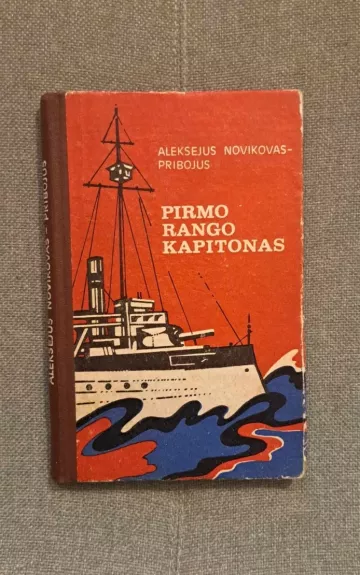 ALEKSEJUS NOVIKOVAS-
PRIBOJUS
PIRMO
RANGO
KAPITONAS
ALEKSEJUS NOVIKOVAS – PRIBOJUS